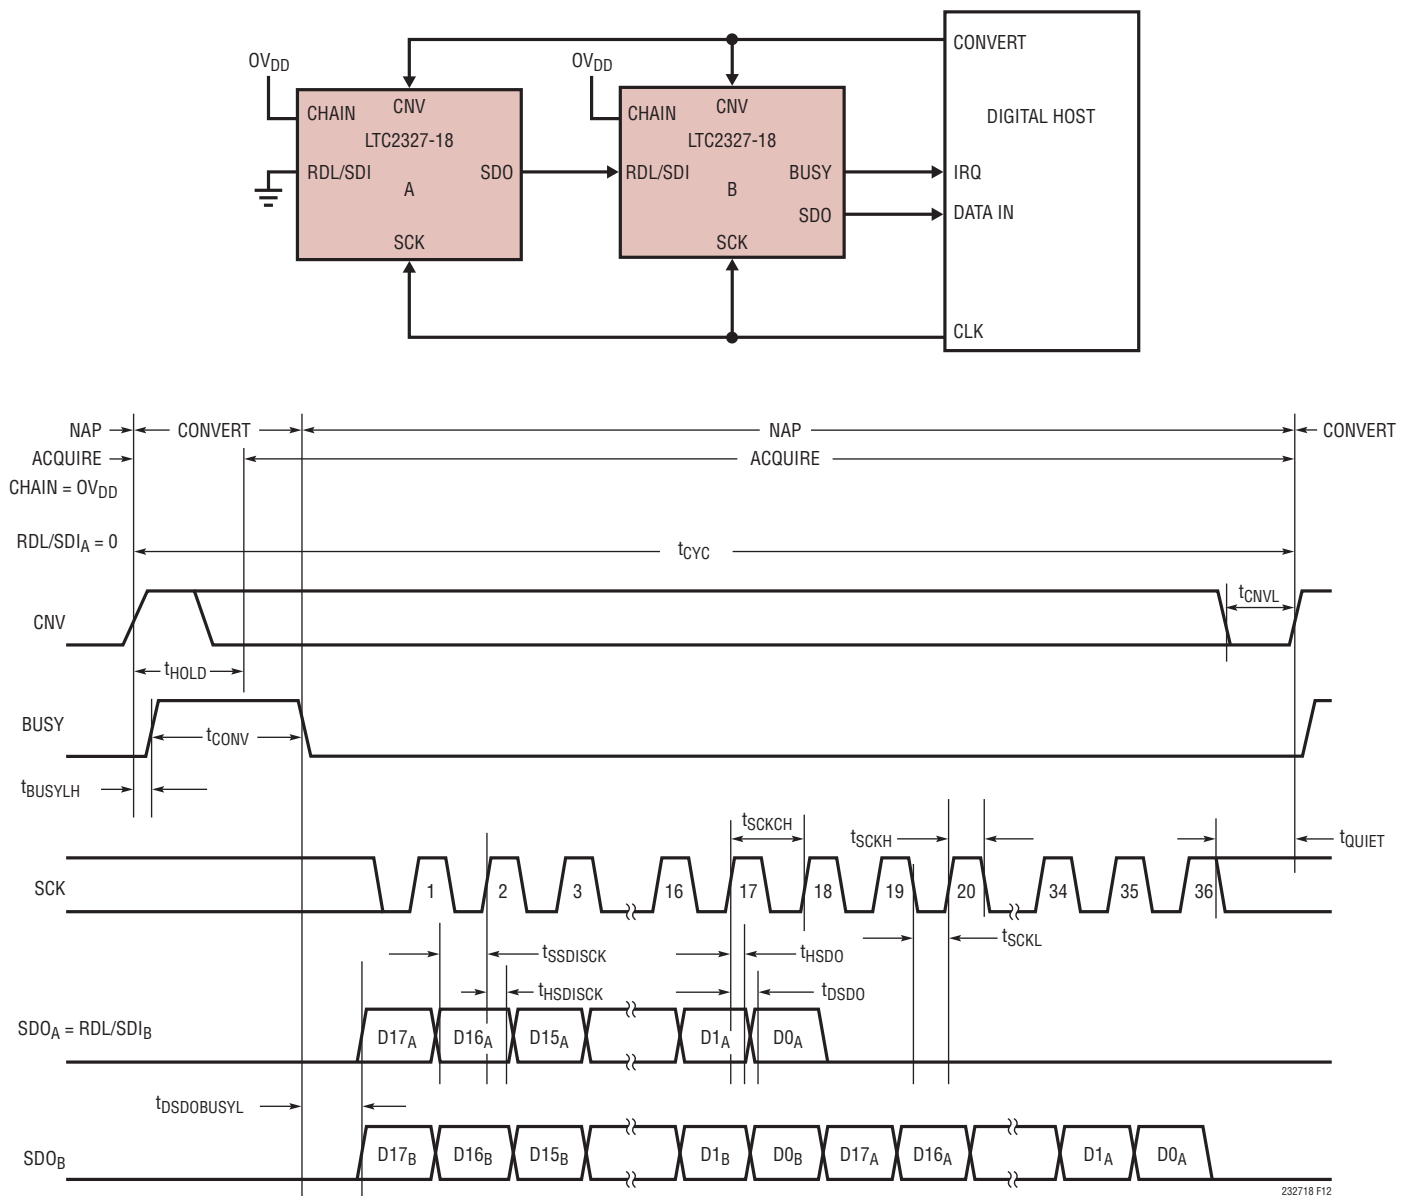 CONVERT
OVDD
OVDD
CHAIN
CNV
LTC2327-18
RDL/SDI
SDO
A
SCK
CHAIN
CNV
LTC2327-18
RDL/SDI
BUSY
B
SDO
SCK
DIGITAL HOST
IRQ
DATA IN
CLK
NAP
CONVERT
NAP
CONVERT
ACQUIRE
ACQUIRE
CHAIN = OVDD
RDL/SDIA = 0
tCYC
CNV
tCNVL
tHOLD
BUSY
tCONV
tBUSYLH
tSCKCH
tSCKH
tQUIET
SCK
1
2
3
16
17
18
19
20
34
35
36
tSSDISCK
tHSDO
tSCKL
tHSDISCK
tDSDO
SDOA = RDL/SDIB
D17A
D16A
D15A
D1A
D0A
tDSDOBUSYL
SDOB
D17B
D16B
D15B
D1B
D0B
D17A
D16A
D1A
D0A
232718 F12